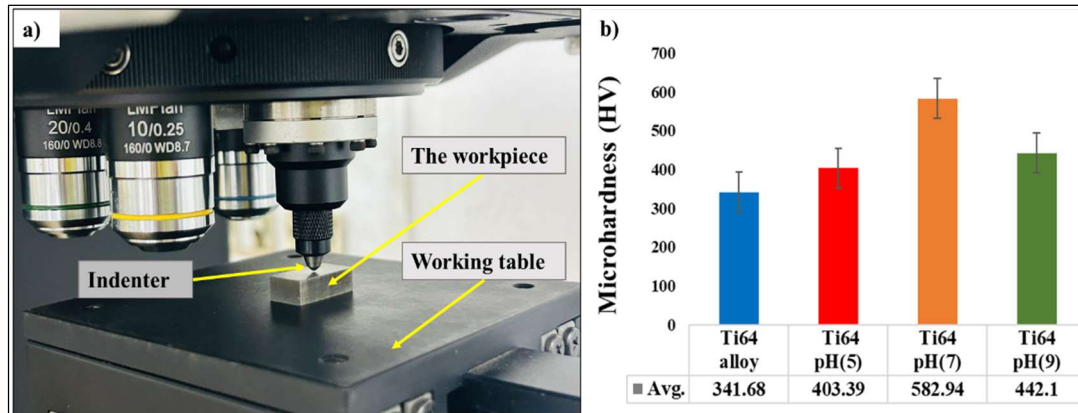 a)
LMPlan
20/0.4
160/0 WD8.8
LMPlan
10/0.25
160/0 WD8.7
The workpiece
Indenter
Working table
b)
Microhardness (HV)
700
600
500
400
300
200
100
0
Ti64 alloy
Ti64 pH(5)
Ti64 pH(7)
Ti64 pH(9)
Avg. 341.68 403.39 582.94 442.1